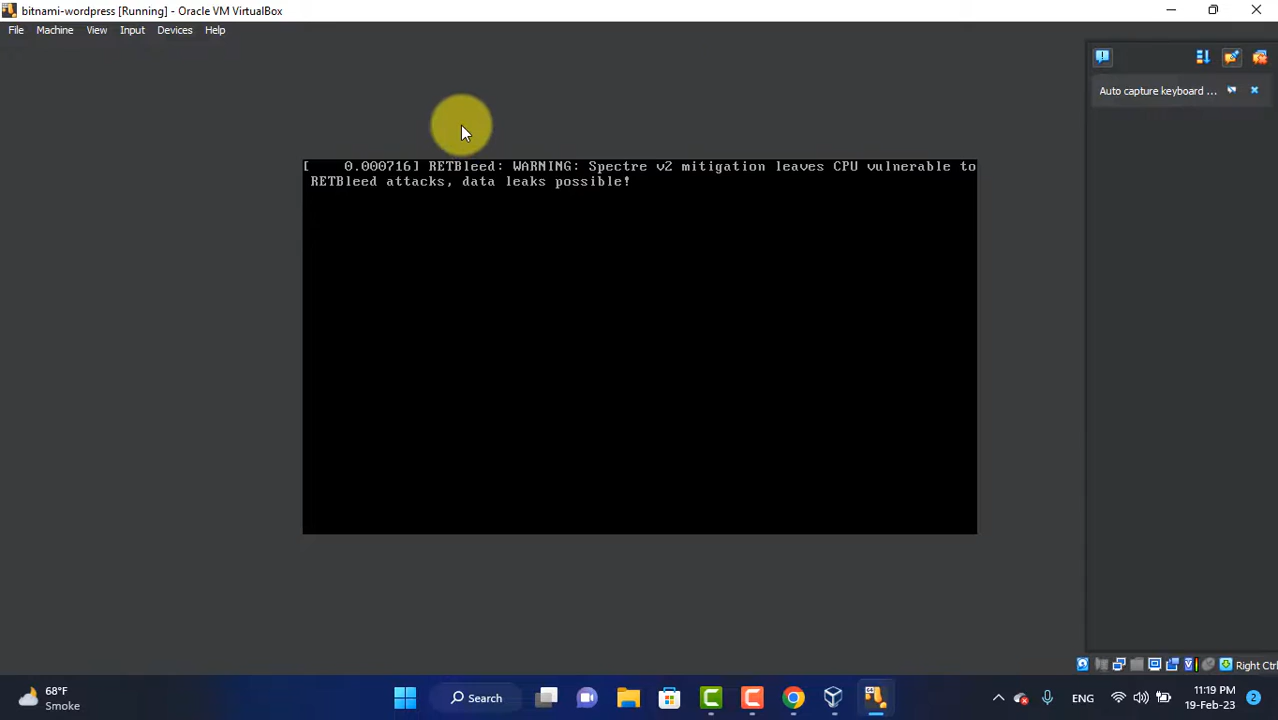 bitnami-wordpress [Running] - Oracle VM VirtualBox
File Machine View Input Devices Help
Auto capture keyboard ...
[    0.000716] RETBleed: WARNING: Spectre v2 mitigation leaves CPU vulnerable to
RETBleed attacks, data leaks possible!
Right Ctrl
68°F
Smoke
Search
ENG
11:19 PM
19-Feb-23
2